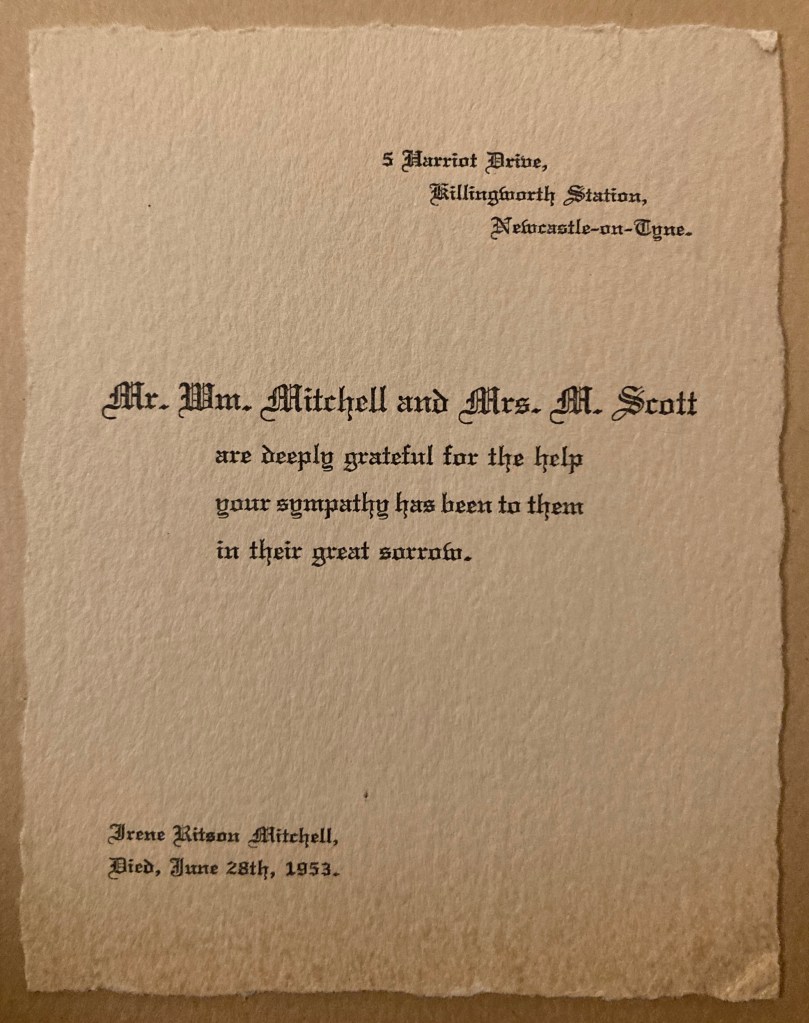 5 Harriot Drive,
Killingworth Station,
Newcastle-on-Tyne.
Mr. Wm. Mitchell and Mrs. M. Scott
are deeply grateful for the help
your sympathy has been to them
in their great sorrow.
Irene Ritson Mitchell,
Died, June 28th, 1953.